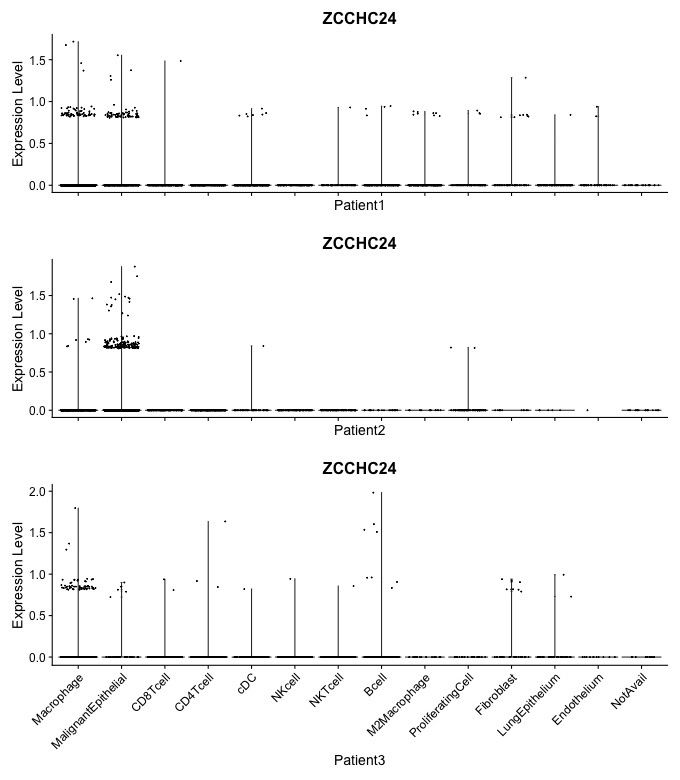 ZCCHC24
Expression Level
1.5
1.0
0.5
0.0
Patient1
ZCCHC24
Expression Level
1.5
1.0
0.5
0.0
Patient2
ZCCHC24
Expression Level
2.0
1.5
1.0
0.5
0.0
Macrophage
MalignantEpithelial
CD8Tcell
CD4Tcell
cDC
NKcell
NKTcell
Bcell
M2Macrophage
ProliferatingCell
Fibroblast
LungEpithelium
Endothelium
NotAvail
Patient3